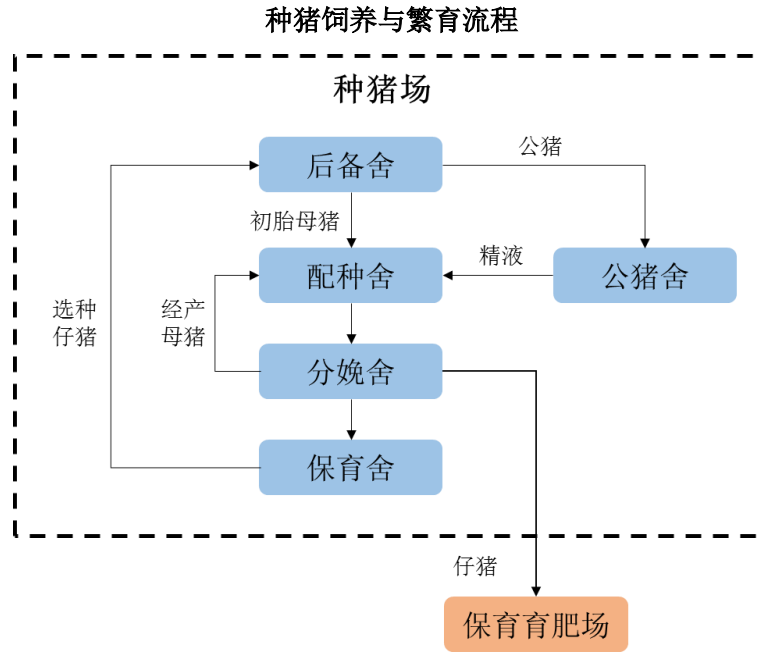 种猪饲养与繁育流程
种猪场
后备舍
公猪
初胎母猪
配种舍
精液
公猪舍
选种
仔猪
经产
母猪
分娩舍
保育舍
仔猪
保育育肥场